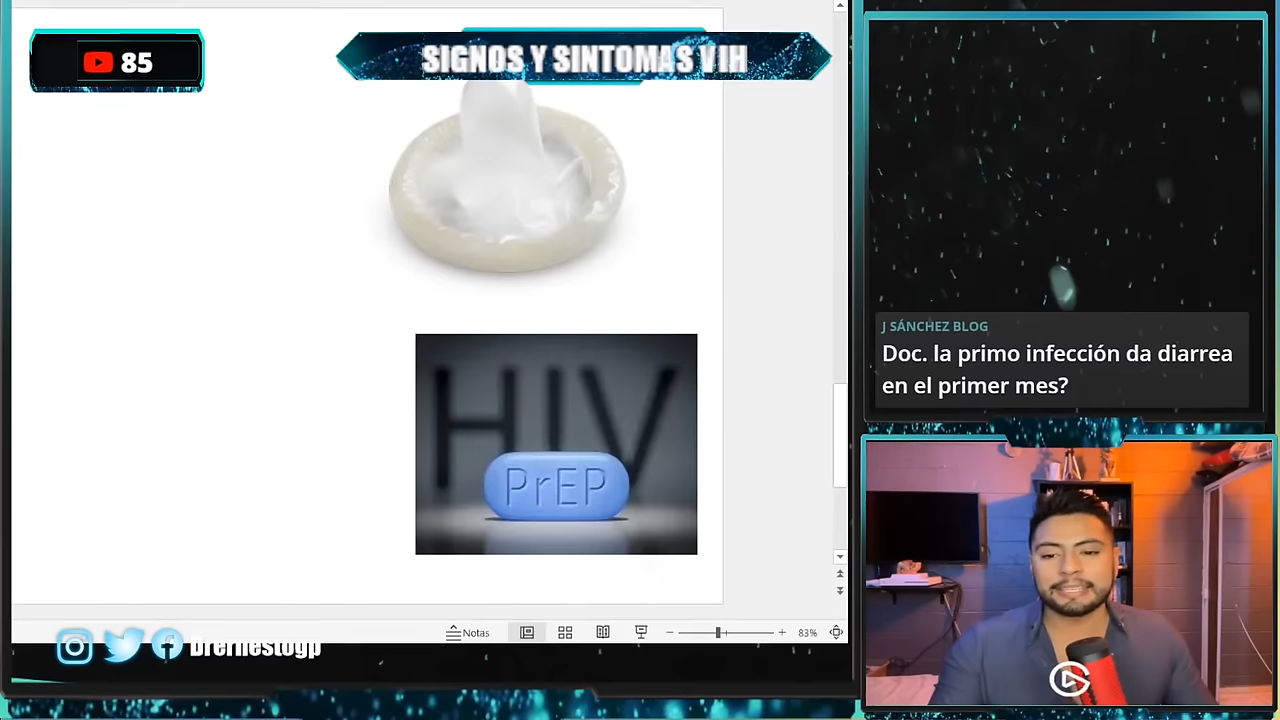 85
SIGNOS Y SINTOMAS VIH
HIV
PrEP
J SÁNCHEZ BLOG
Doc. la primo infección da diarrea
en el primer mes?
Notas
83%
Drernestogp